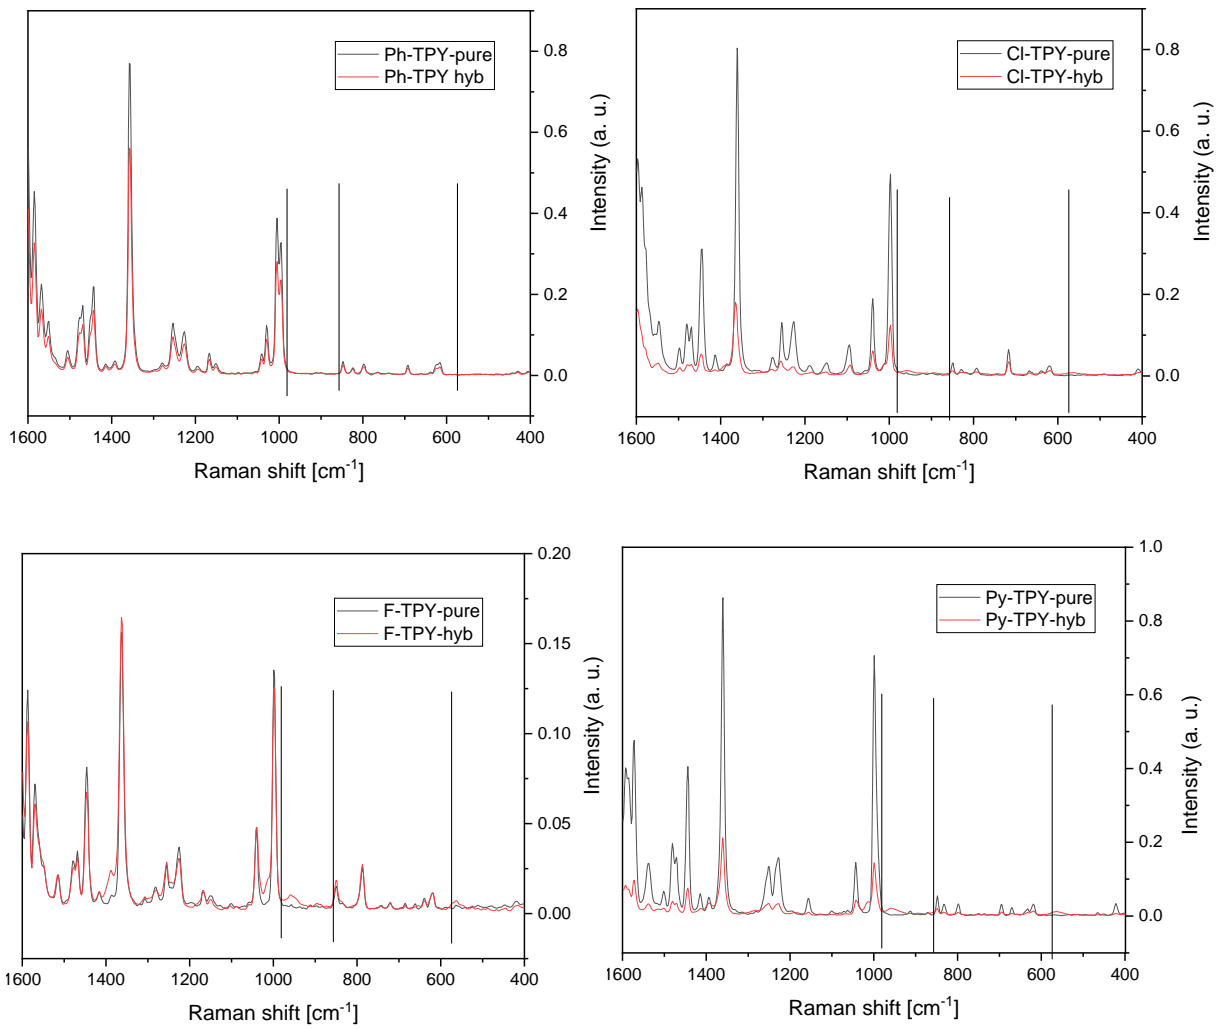 Ph-TPY-pure
Ph-TPY hyb
0.8
0.6
0.4
0.2
0.0
Intensity (a. u.)
1600 1400 1200 1000 800 600 400
Raman shift [cm-1]
Cl-TPY-pure
Cl-TPY-hyb
0.8
0.6
0.4
0.2
0.0
Intensity (a. u.)
1600 1400 1200 1000 800 600 400
Raman shift [cm-1]
F-TPY-pure
F-TPY-hyb
0.20
0.15
0.10
0.05
0.00
Intensity (a. u.)
1600 1400 1200 1000 800 600 400
Raman shift [cm-1]
Py-TPY-pure
Py-TPY-hyb
1.0
0.8
0.6
0.4
0.2
0.0
Intensity (a. u.)
1600 1400 1200 1000 800 600 400
Raman shift [cm-1]